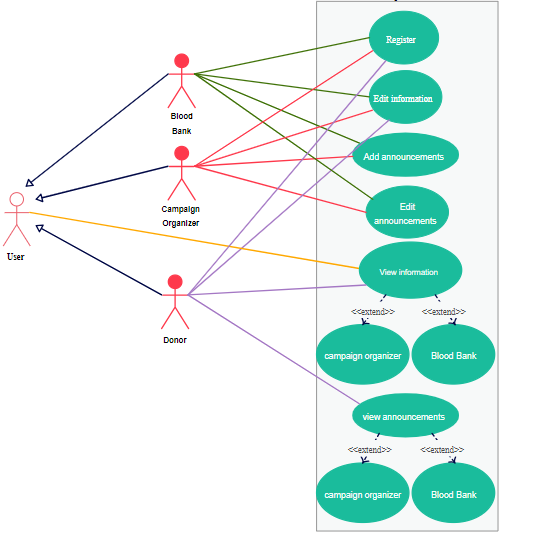 Register
Blood
Bank
Edit information
Add announcements
Campaign
Organizer
Edit
announcements
User
View information
<<extend>>
<<extend>>
Donor
campaign organizer
Blood Bank
view announcements
<<extend>>
<<extend>>
campaign organizer
Blood Bank